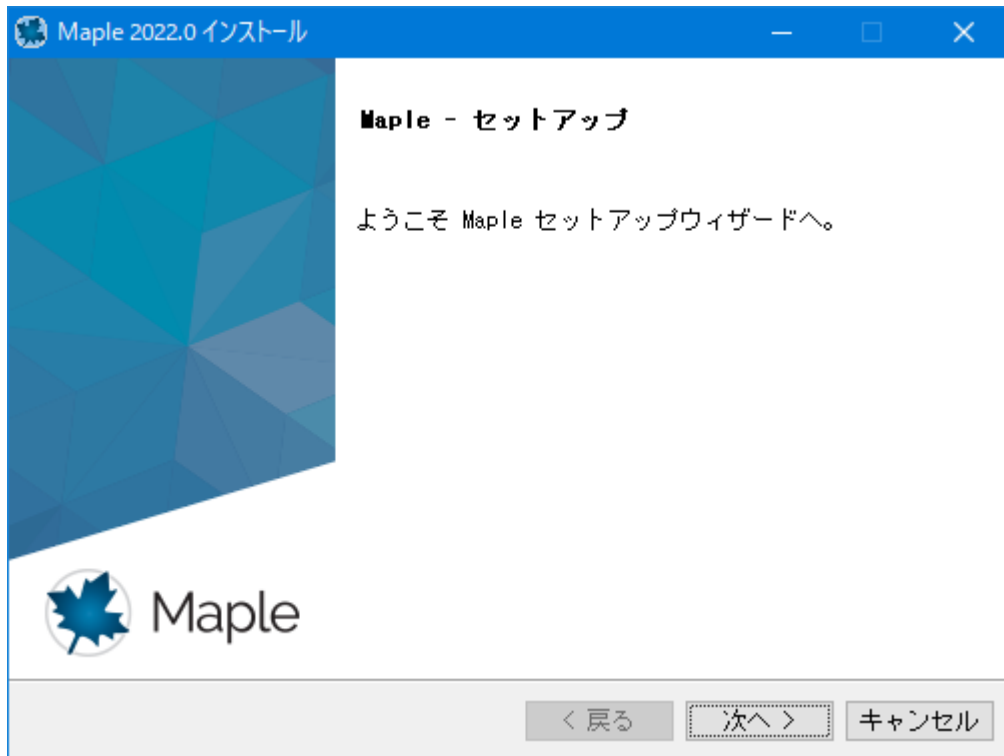 Maple 2022.0 インストール
Maple - セットアップ
ようこそ Maple セットアップウィザードへ。
Maple
< 戻る
次へ >
キャンセル